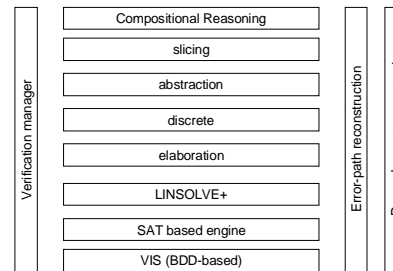 Compositional Reasoning
slicing
abstraction
discrete
elaboration
LINSOLVE+
SAT based engine
VIS (BDD-based)
Verification manager
Error-path reconstruction